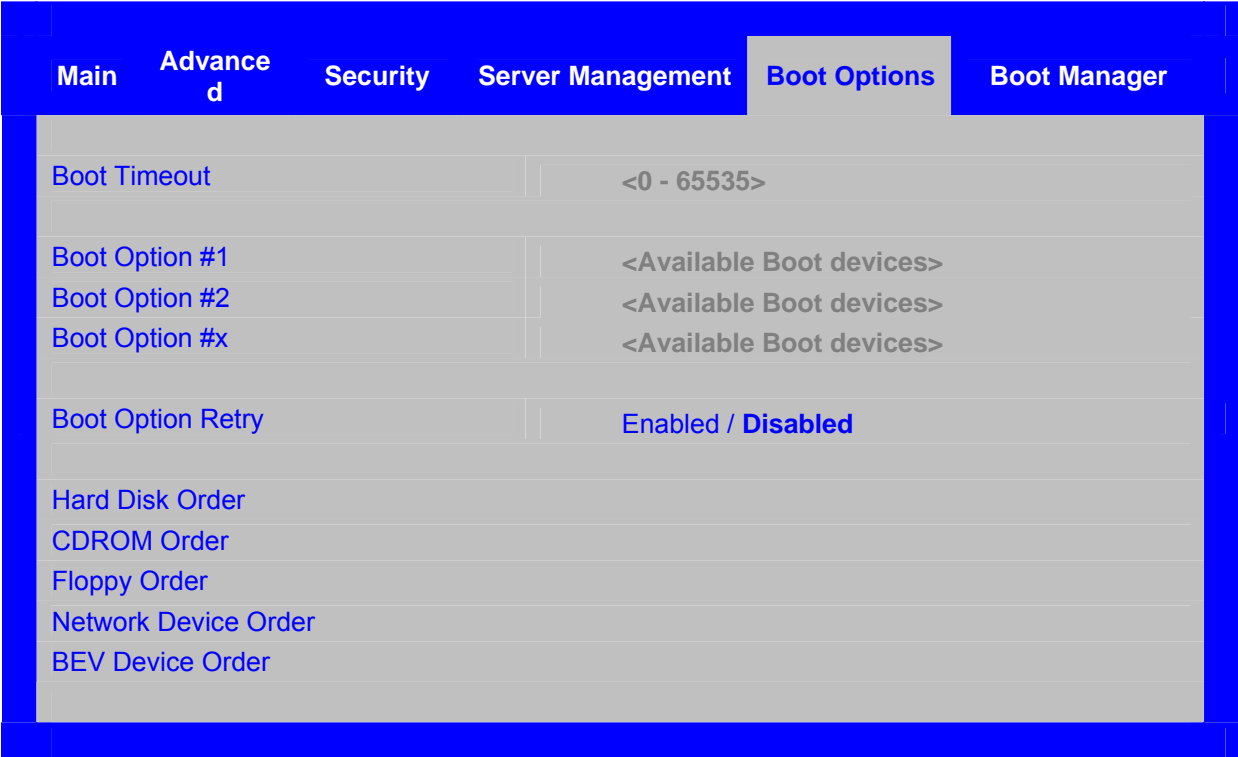 Main Advance
d Security Server Management Boot Options Boot Manager
Boot Timeout <0 - 65535>
Boot Option #1 <Available Boot devices>
Boot Option #2 <Available Boot devices>
Boot Option #x <Available Boot devices>
Boot Option Retry Enabled / Disabled
Hard Disk Order
CDROM Order
Floppy Order
Network Device Order
BEV Device Order